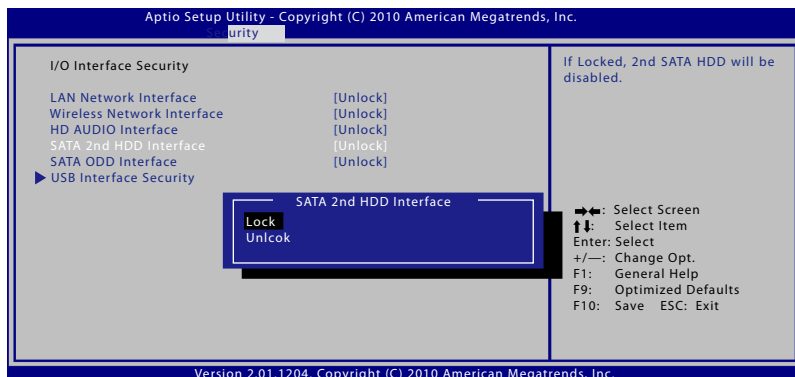 Aptio Setup Utility - Copyright (C) 2010 American Megatrends, Inc.
Security
I/O Interface Security
LAN Network Interface [Unlock]
Wireless Network Interface [Unlock]
HD AUDIO Interface [Unlock]
SATA 2nd HDD Interface [Unlock]
SATA ODD Interface [Unlock]
USB Interface Security
SATA 2nd HDD Interface
Lock
Unlcok
If Locked, 2nd SATA HDD will be
disabled.
→←: Select Screen
↑↓: Select Item
Enter: Select
+/—: Change Opt.
F1: General Help
F9: Optimized Defaults
F10: Save ESC: Exit
Version 2.01.1204. Copyright (C) 2010 American Megatrends, Inc.